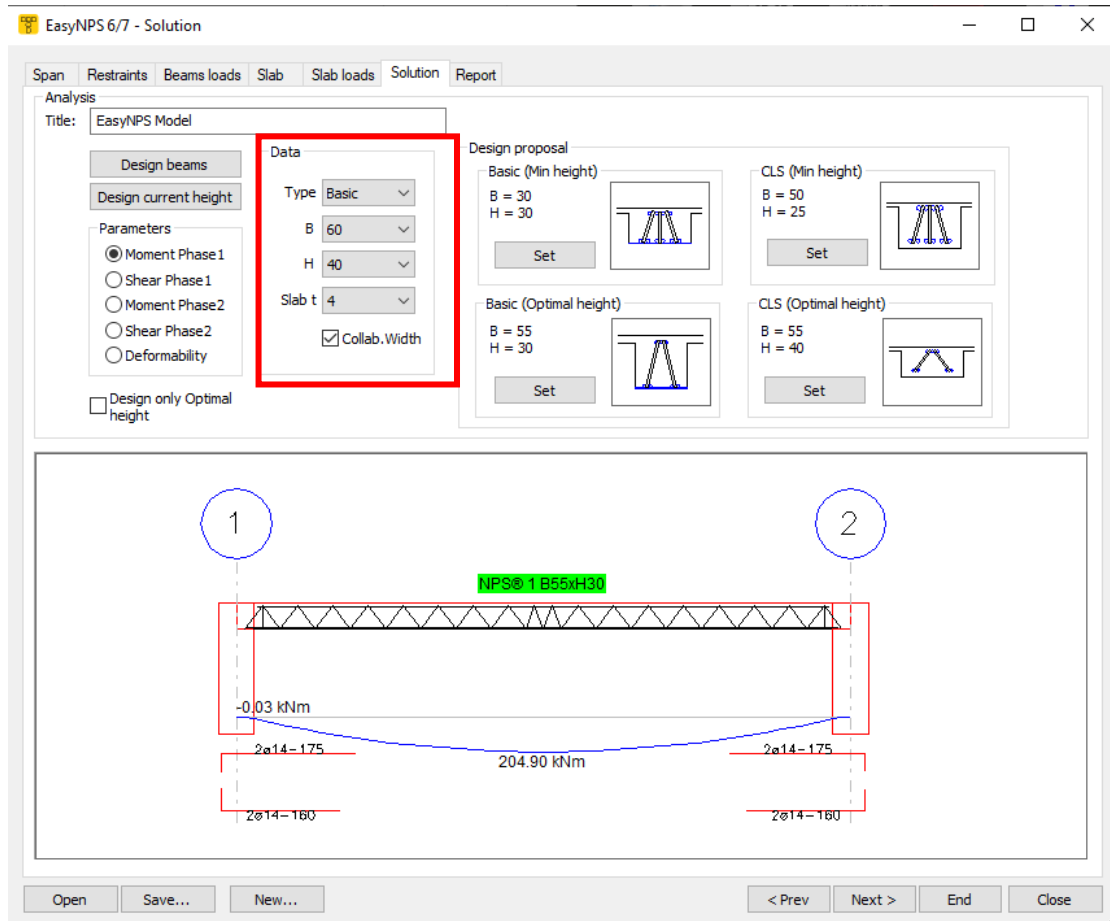 EasyNPS 6/7 - Solution
Span Restraints Beams loads Slab Slab loads Solution Report
Analysis
Title: EasyNPS Model
Design beams
Design current height
Parameters
Moment Phase1
Shear Phase1
Moment Phase2
Shear Phase2
Deformability
Design only Optimal
height
Data
Type Basic
B 60
H 40
Slab t 4
Collab.Width
Design proposal
Basic (Min height)
B = 30
H = 30
Set
CLS (Min height)
B = 50
H = 25
Set
Basic (Optimal height)
B = 55
H = 30
Set
CLS (Optimal height)
B = 55
H = 40
Set
1 2
NPS® 1 B55xH30
-0.03 kNm
204.90 kNm
2ø14-175 2ø14-175
2ø14-160 2ø14-160
Open Save... New... < Prev Next > End Close